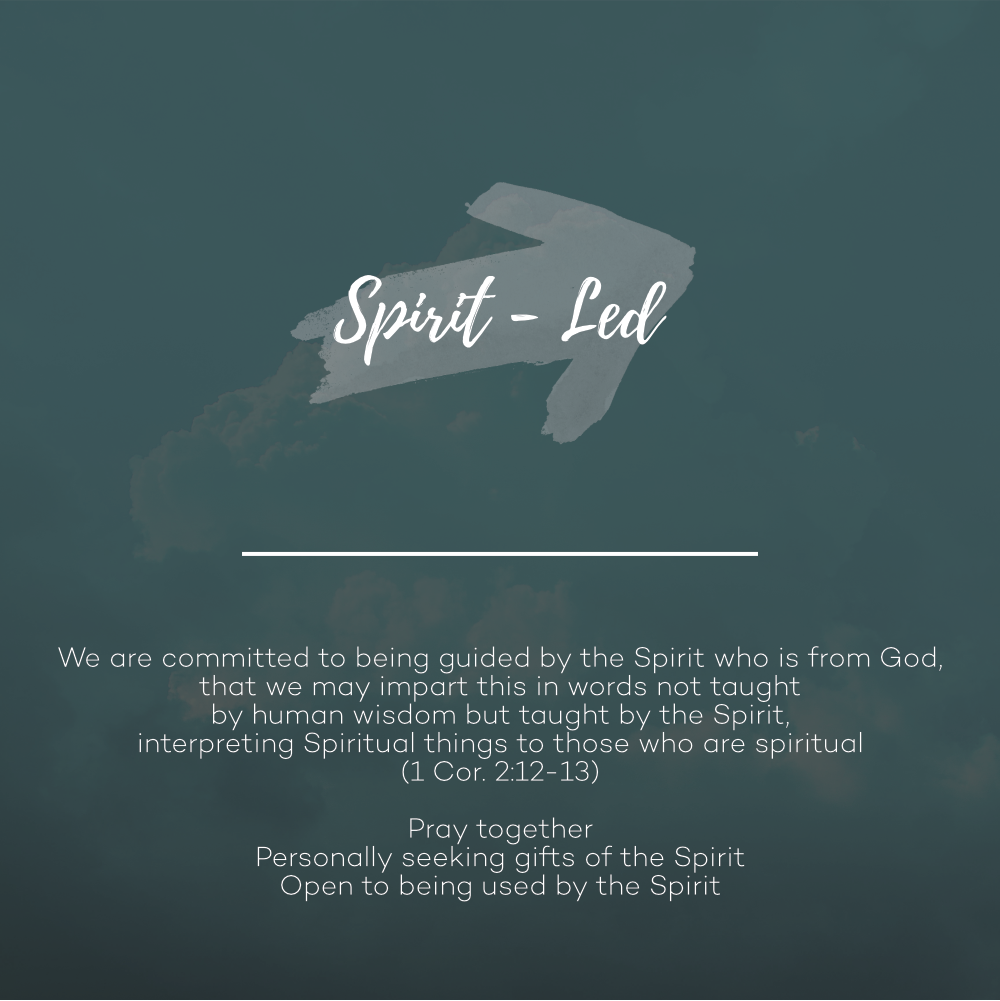 Spirit - Led
We are committed to being guided by the Spirit who is from God,
that we may impart this in words not taught
by human wisdom but taught by the Spirit,
interpreting Spiritual things to those who are spiritual
(1 Cor. 2:12-13)
Pray together
Personally seeking gifts of the Spirit
Open to being used by the Spirit